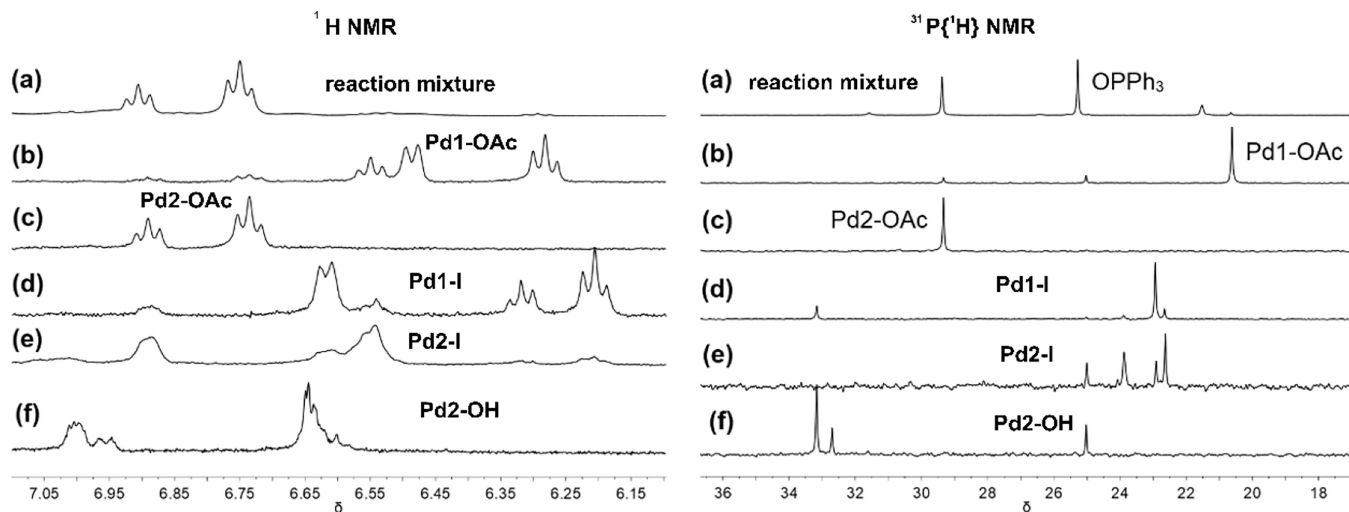 ¹H NMR
(a) reaction mixture
(b) Pd1-OAc
(c) Pd2-OAc
(d) Pd1-I
(e) Pd2-I
(f) Pd2-OH
7.05 6.95 6.85 6.75 6.65 6.55 6.45 6.35 6.25 6.15
δ
³¹P{¹H} NMR
(a) reaction mixture OPPh₃
(b) Pd1-OAc
(c) Pd2-OAc
(d) Pd1-I
(e) Pd2-I
(f) Pd2-OH
36 34 32 30 28 26 24 22 20 18
δ